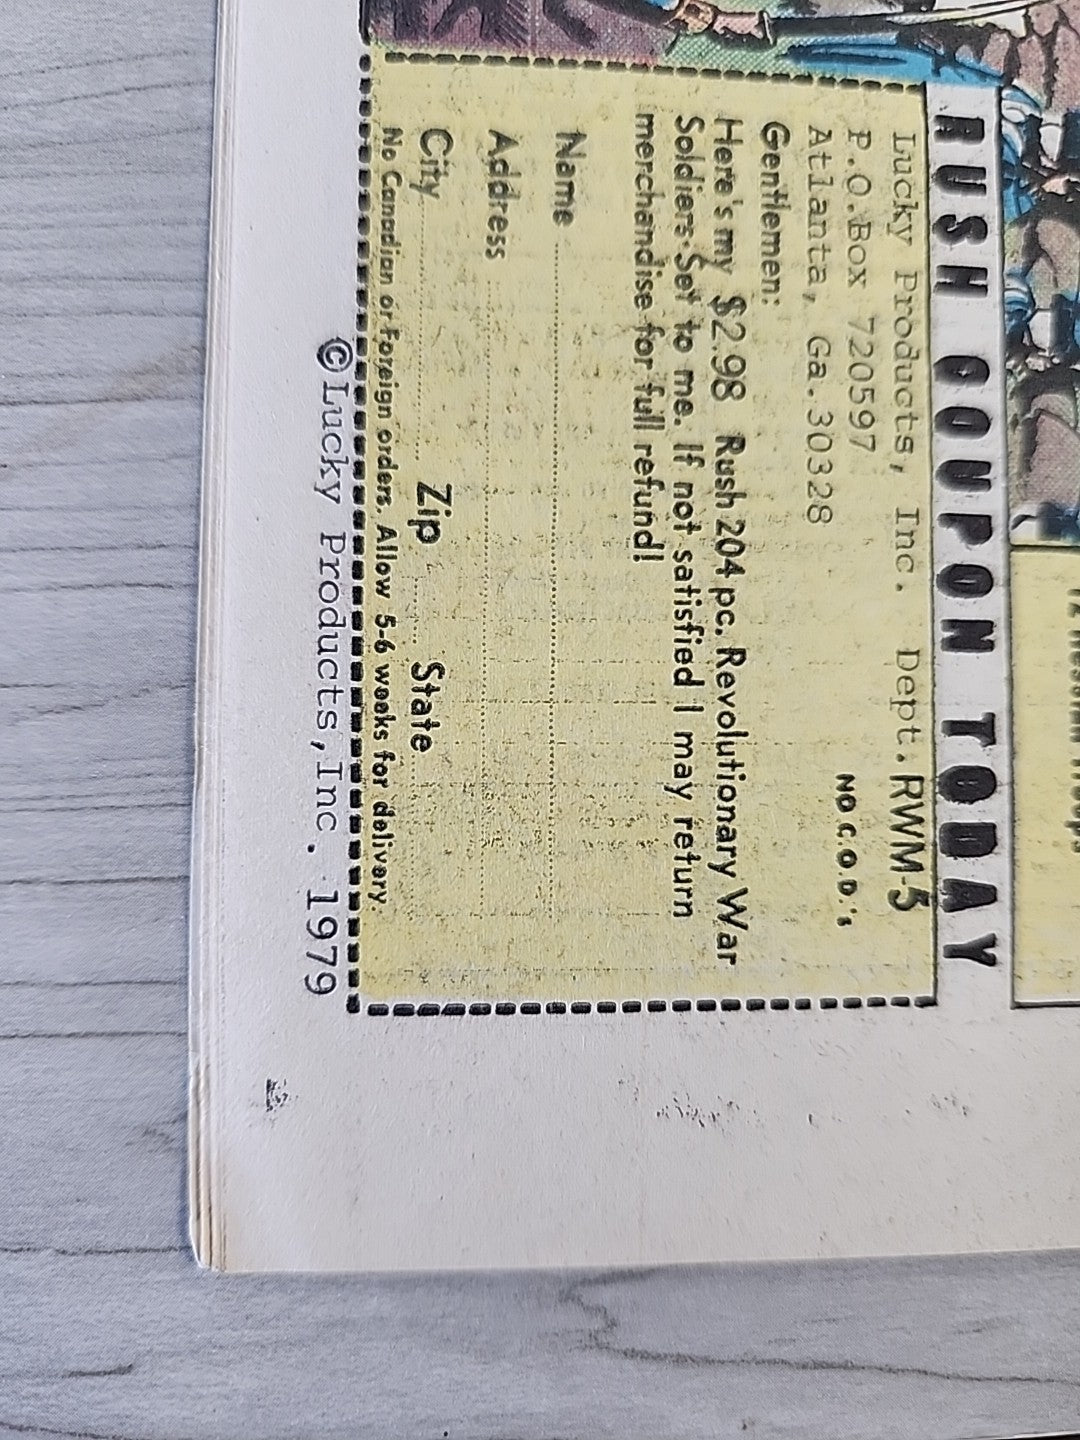 RUSH COUPON TODAY
Lucky Products, Inc. Dept. RWM-5
P.O.Box 720597 NO C.O.D.'s
Atlanta, Ga.30328
Gentlemen:
Here's my $2.98 Rush 204 pc. Revolutionary War
Soldiers Set to me. If not satisfied I may return
merchandise for full refund!
Name
Address
City Zip State
No Canadian or Foreign orders. Allow 5-6 weeks for delivery.
©Lucky Products,Inc. 1979